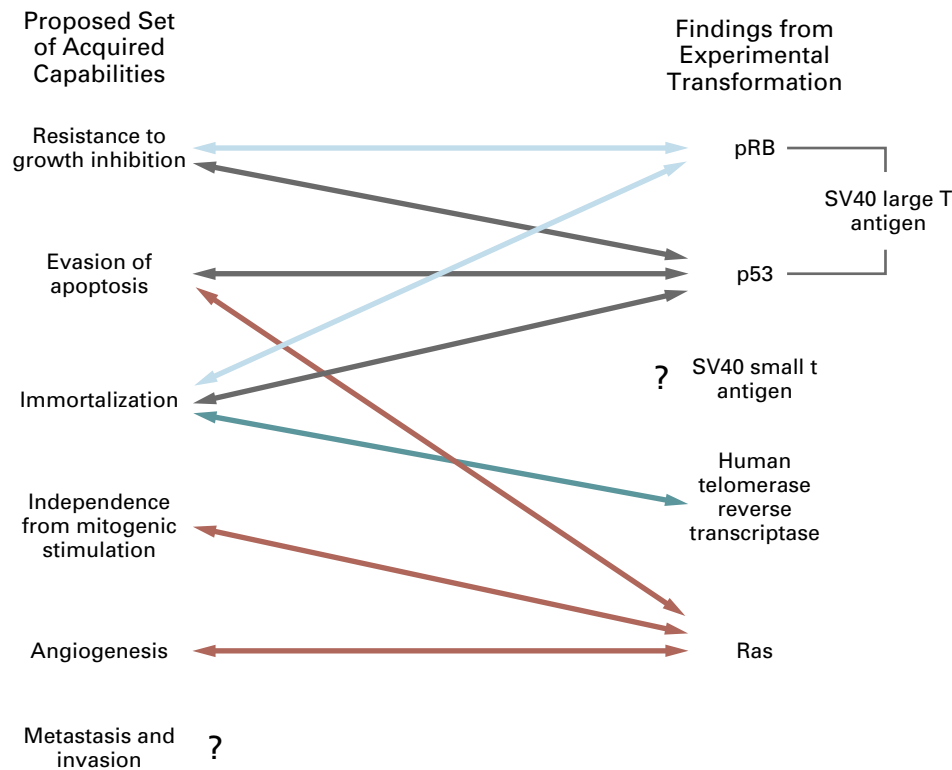 Proposed Set
of Acquired
Capabilities
Findings from
Experimental
Transformation
Resistance to
growth inhibition
pRB
SV40 large T
antigen
Evasion of
apoptosis
p53
? SV40 small t
antigen
Immortalization
Human
telomerase
reverse
transcriptase
Independence
from mitogenic
stimulation
Angiogenesis
Ras
Metastasis and
invasion
?